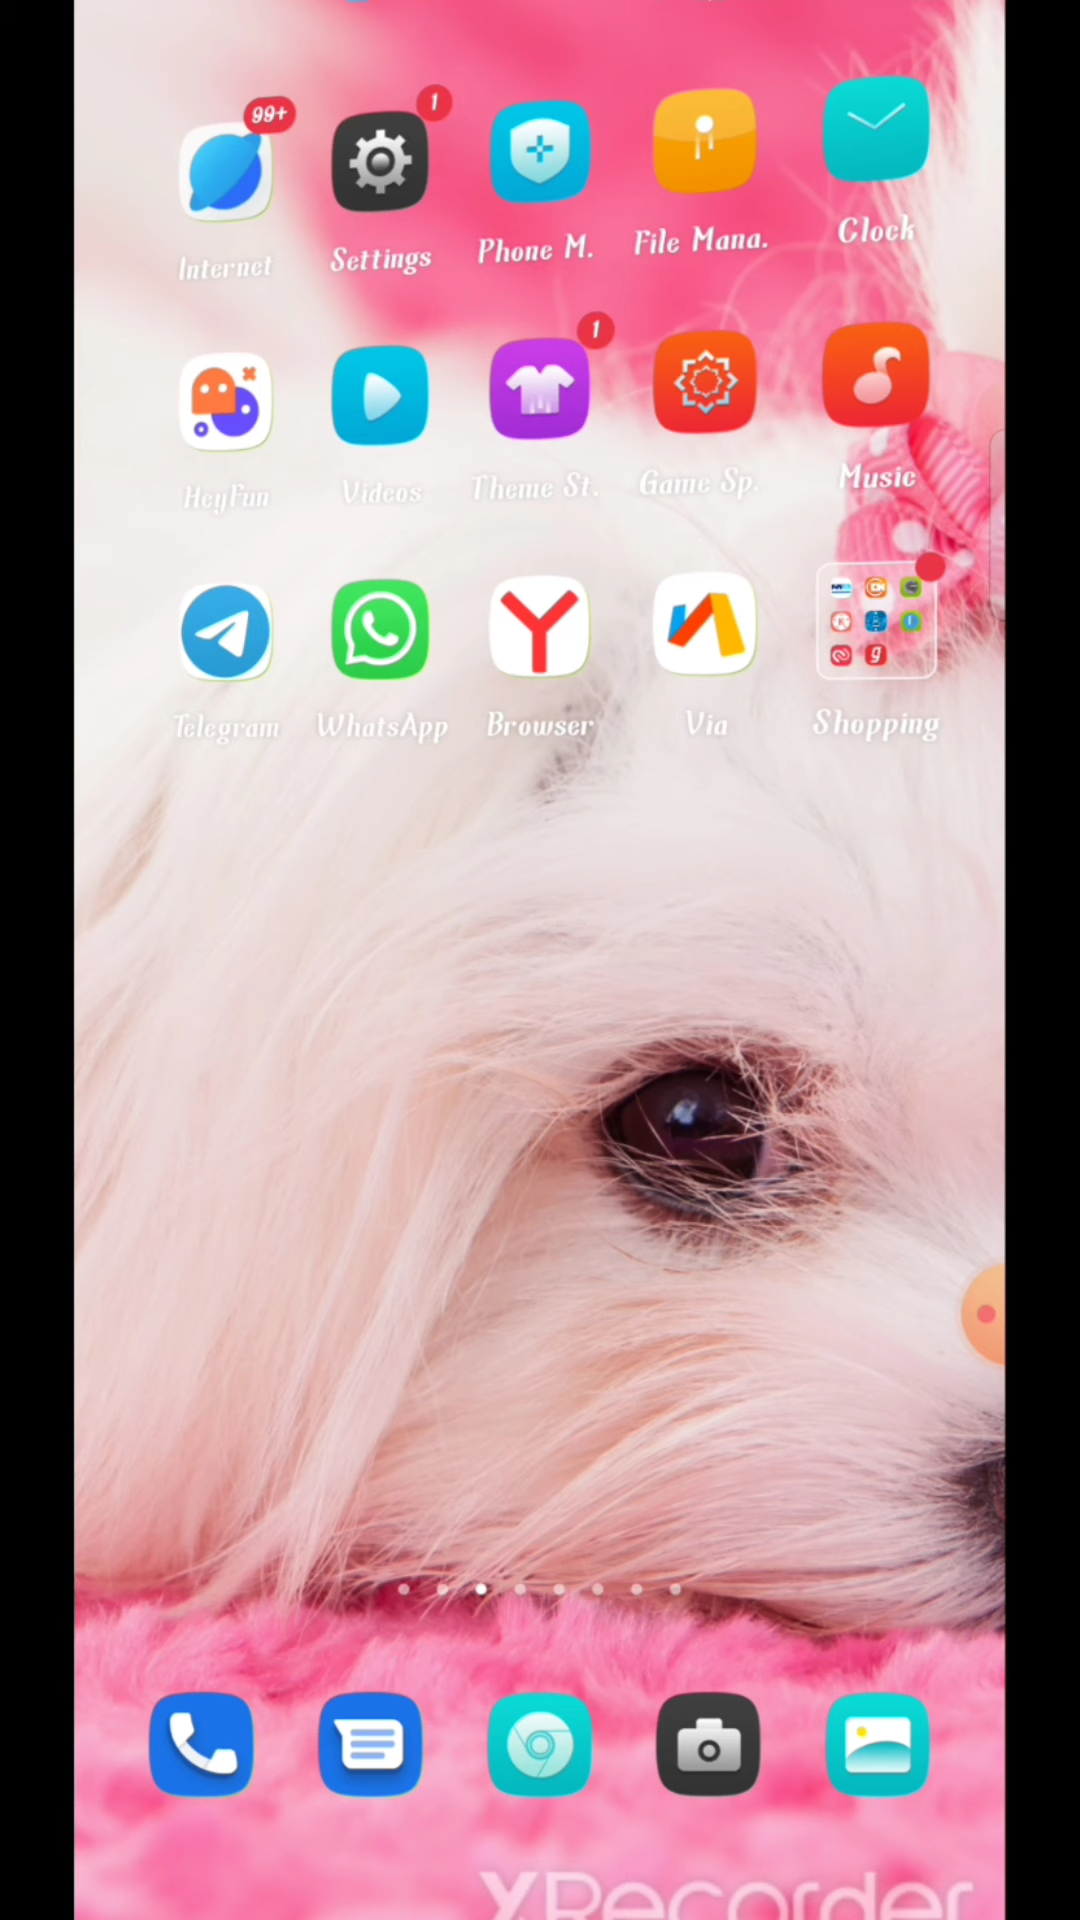 99+
1
Internet
Settings
Phone M.
File Mana.
Clock
1
HeyFun
Videos
Theme St.
Game Sp.
Music
Telegram
WhatsApp
Browser
Via
Shopping
XRecorder